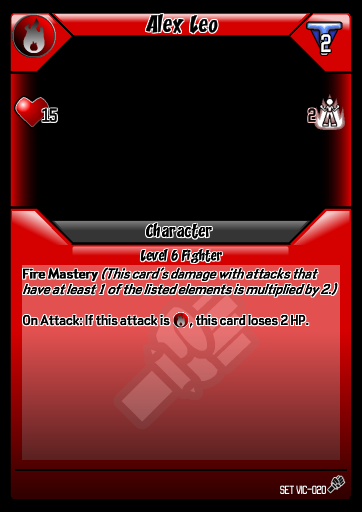 Alex Leo
2
15
2
Character
Level 6 Fighter
Fire Mastery (This card's damage with attacks that
have at least 1 of the listed elements is multiplied by 2.)
On Attack: If this attack is , this card loses 2 HP.
SET VIC-020